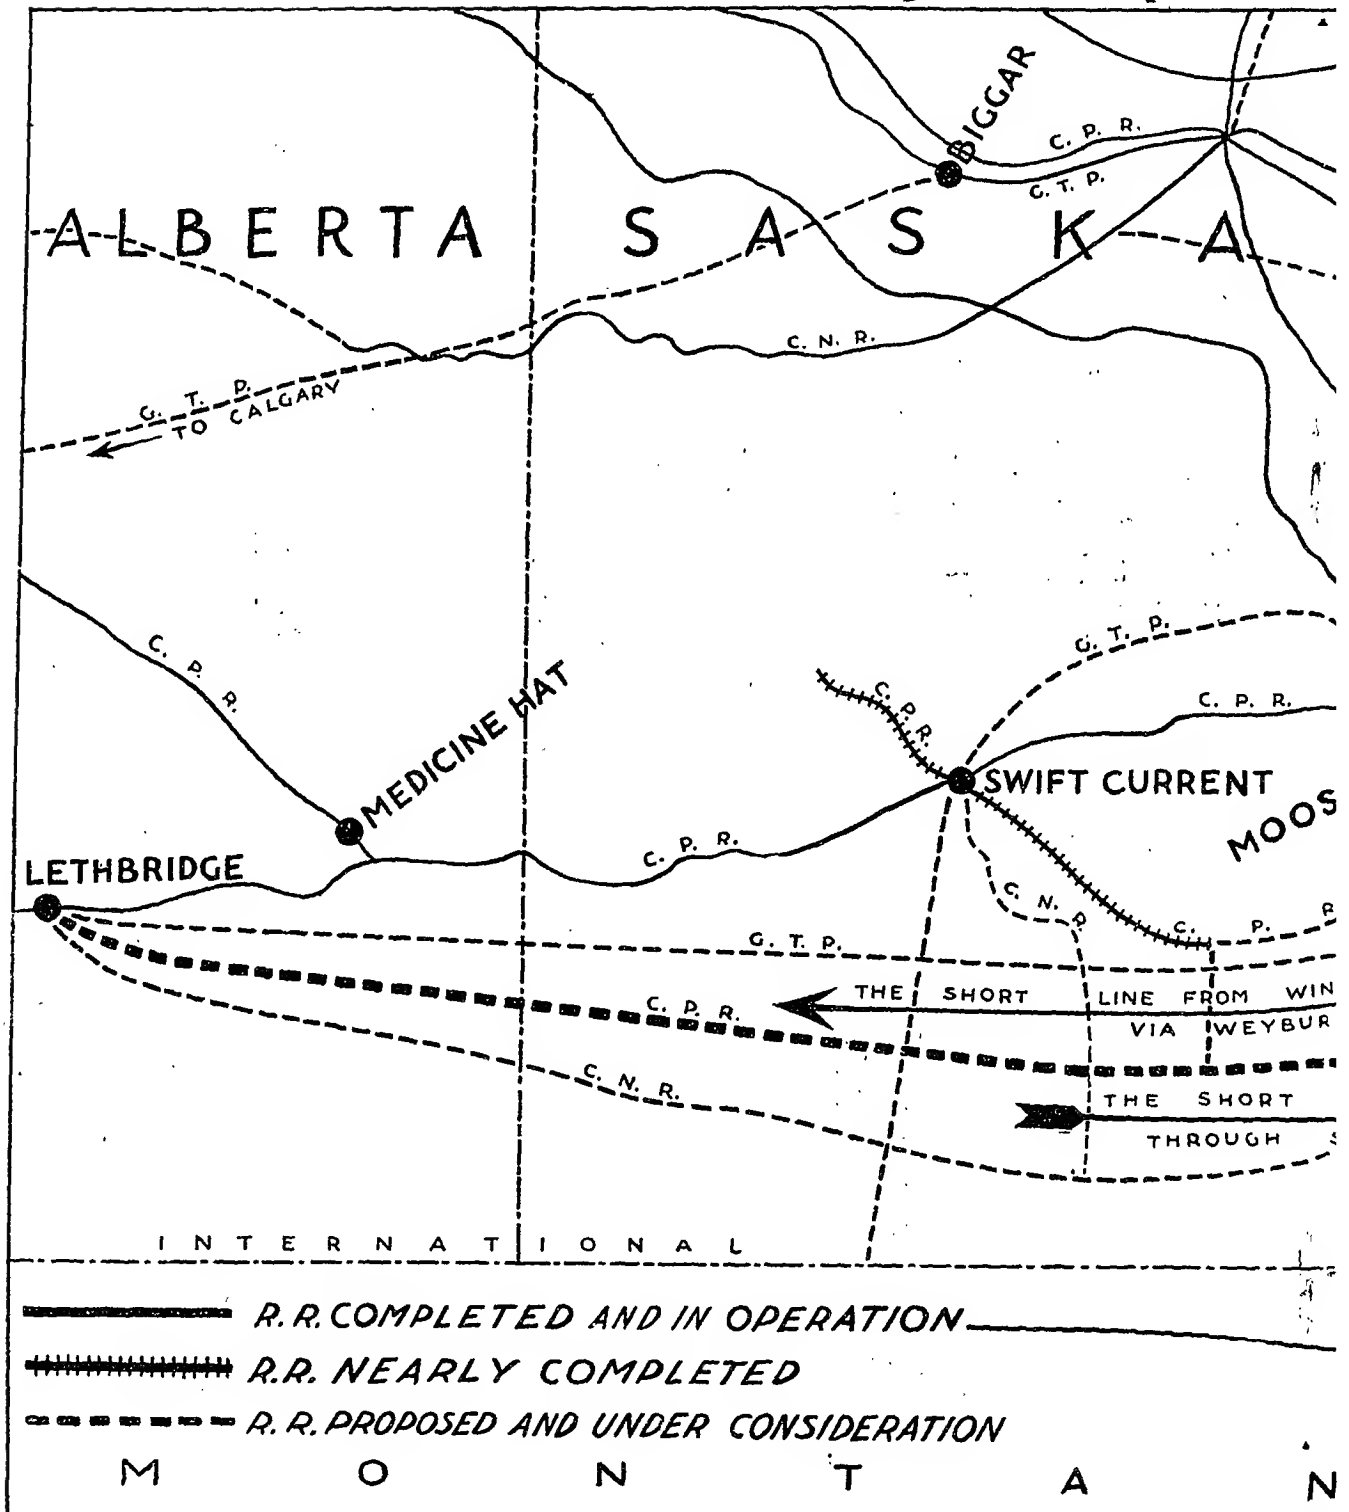 BIGGAR
C. P. R.
G. T. P.
ALBERTA SASKA
C. N. R.
G. T. P.
TO CALGARY
C. P. R.
G. T. P.
C. P. R.
C. P. R.
MEDICINE HAT
SWIFT CURRENT
MOOS
C. P. R.
LETHBRIDGE
C. N. R.
C. P. R
G. T. P.
THE SHORT LINE FROM WIN
C. P. R.
VIA WEYBUR
C. N. R.
THE SHORT
THROUGH S
INTERNATIONAL
R. R. COMPLETED AND IN OPERATION
R.R. NEARLY COMPLETED
R. R. PROPOSED AND UNDER CONSIDERATION
MONTAN